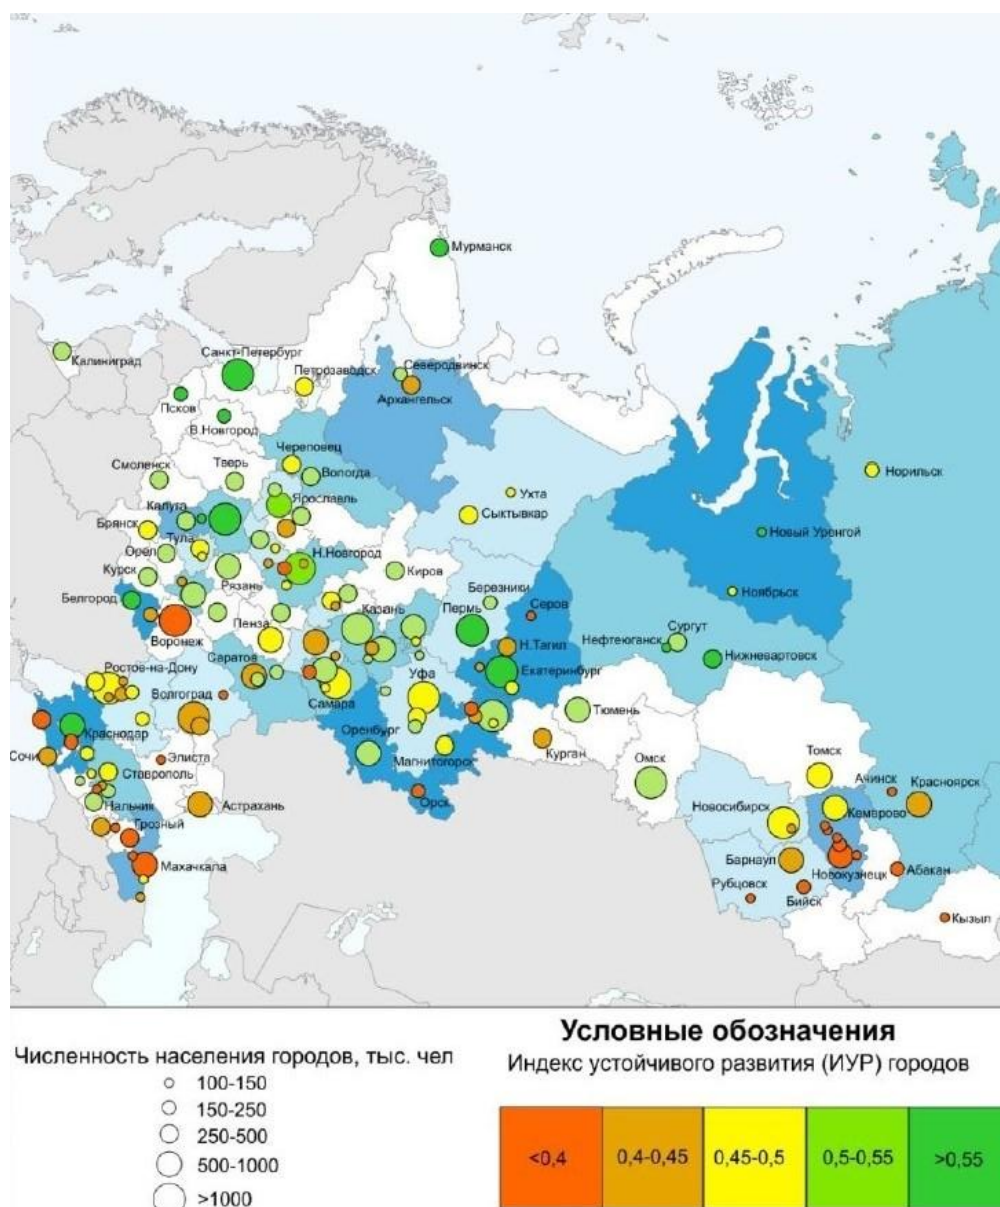 Мурманск
Калининград
Санкт-Петербург
Петрозаводск
Северодвинск
Архангельск
Псков
В.Новгород
Череповец
Смоленск
Тверь
Вологда
Норильск
Ярославль
Ухта
Калуга
Сыктывкар
Брянск
Тула
Новый Уренгой
Орел
Н.Новгород
Курск
Рязань
Киров
Березники
Ноябрьск
Белгород
Казань
Пермь
Серов
Воронеж
Пенза
Сургут
Нефтеюганск
Н.Тагил
Нижневартовск
Саратов
Екатеринбург
Ростов-на-Дону
Уфа
Волгоград
Самара
Тюмень
Краснодар
Оренбург
Сочи
Элиста
Магнитогорск
Курган
Томск
Омск
Ставрополь
Ачинск
Красноярск
Орск
Нальчик
Астрахань
Новосибирск
Кемерово
Грозный
Барнаул
Махачкала
Новокузнецк
Абакан
Рубцовск
Бийск
Кызыл
Условные обозначения
Численность населения городов, тыс. чел
Индекс устойчивого развития (ИУР) городов
100-150
150-250
250-500
500-1000
>1000
<0,4
0,4-0,45
0,45-0,5
0,5-0,55
>0,55